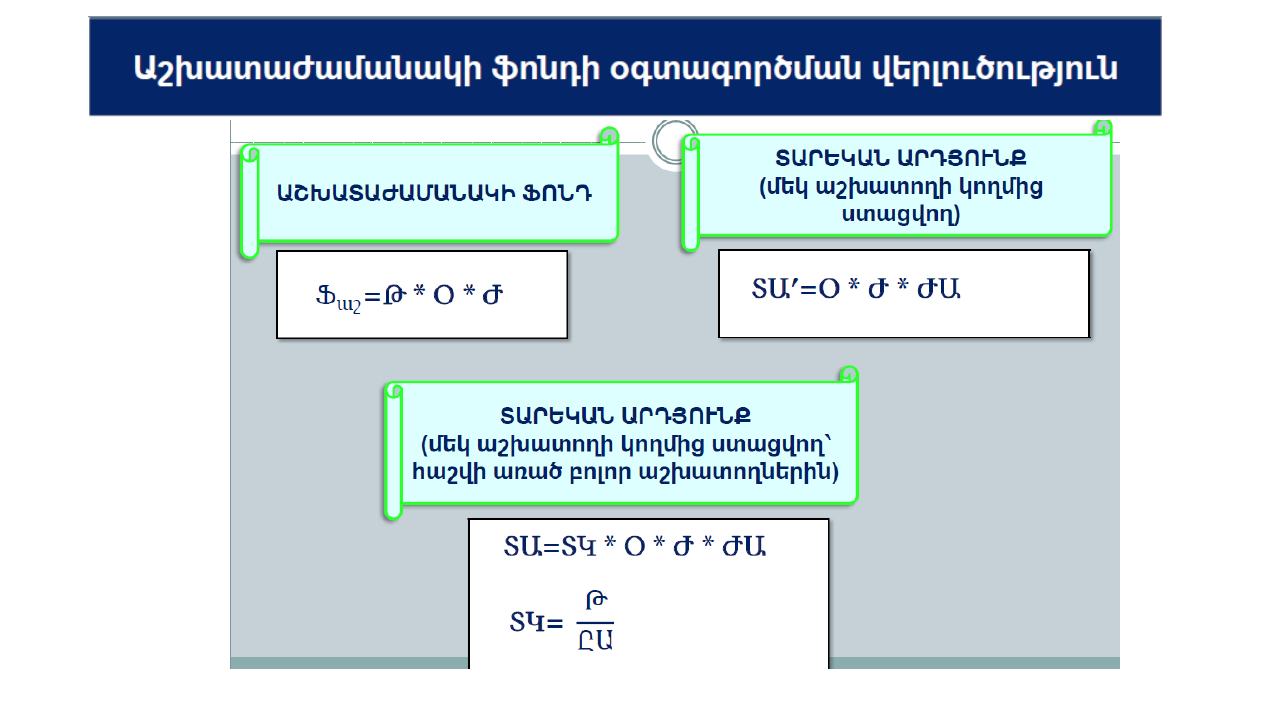 Աշխատաժամանակի ֆոնդի օգտագործման վերլուծություն
ԱՇԽԱՏԱԺԱՄԱՆԱԿԻ ՖՈՆԴ
Ֆաշ=Թ * Օ * Ժ
ՏԱՐԵԿԱՆ ԱՐԴՅՈՒՆՔ
(մեկ աշխատողի կողմից
ստացվող)
ՏԱ՛=Օ * Ժ * ԺԱ
ՏԱՐԵԿԱՆ ԱՐԴՅՈՒՆՔ
(մեկ աշխատողի կողմից ստացվող՝
հաշվի առած բոլոր աշխատողներին)
ՏԱ=ՏԿ * Օ * Ժ * ԺԱ
Թ
ՏԿ=
ԸԱ